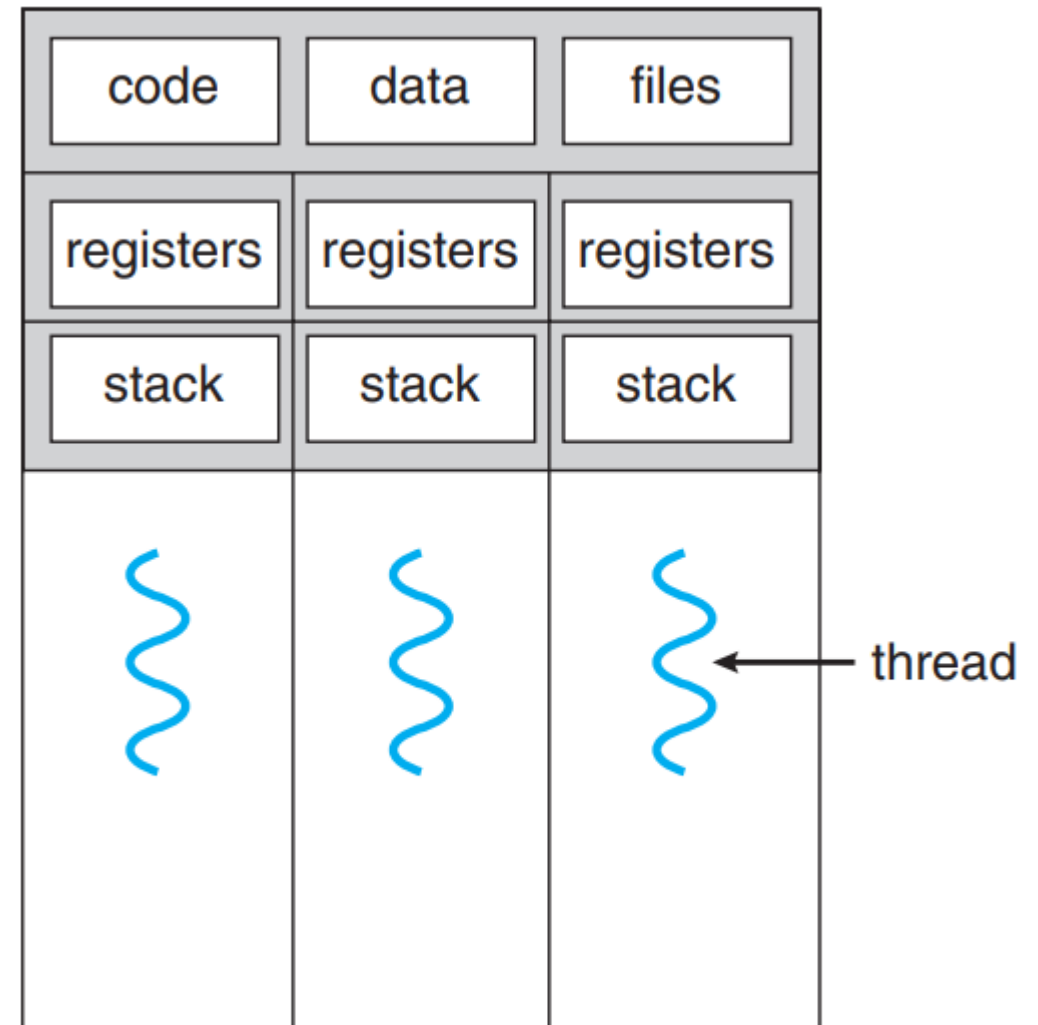 code data files
registers registers registers
stack stack stack
thread